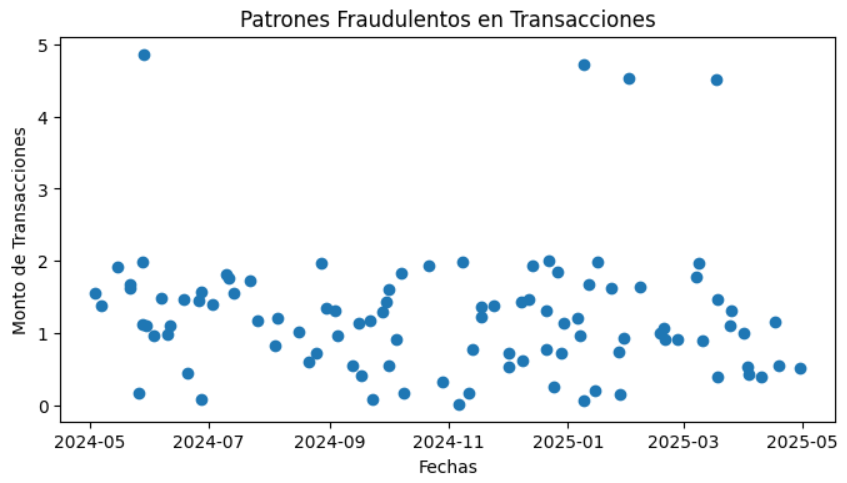 Patrones Fraudulentos en Transacciones
Monto de Transacciones
5
4
3
2
1
0
2024-05 2024-07 2024-09 2024-11 2025-01 2025-03 2025-05
Fechas